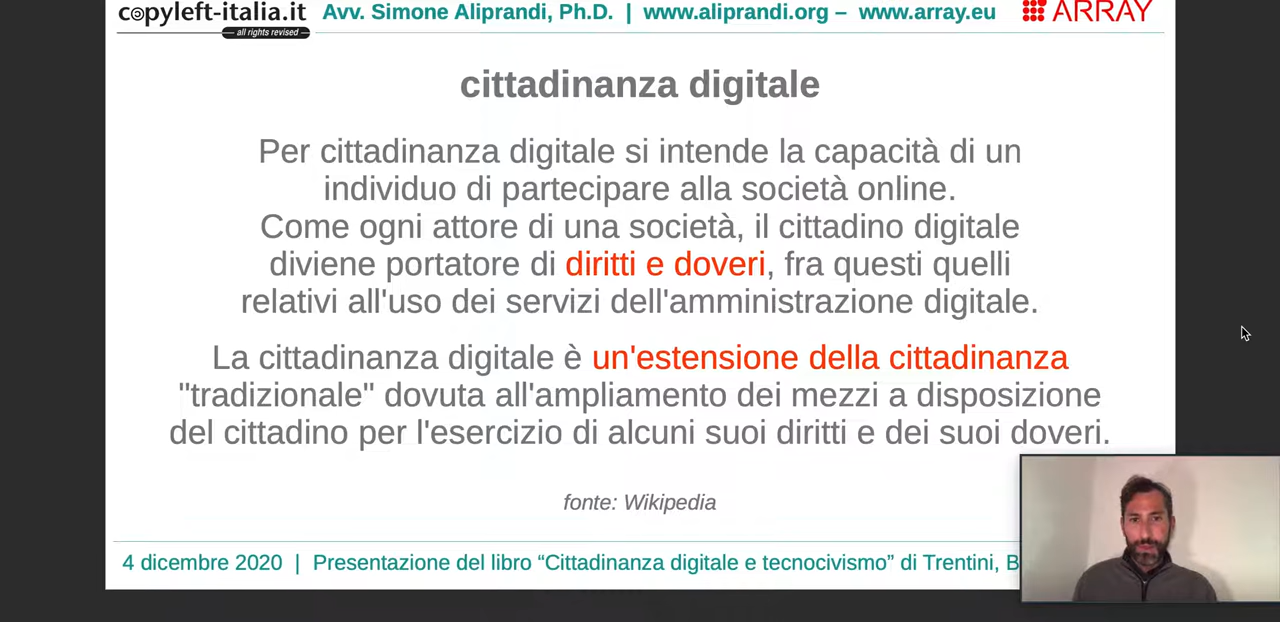 copyleft-italia.it
all rights revised
Avv. Simone Aliprandi, Ph.D. | www.aliprandi.org – www.array.eu
ARRAY
cittadinanza digitale
Per cittadinanza digitale si intende la capacità di un
individuo di partecipare alla società online.
Come ogni attore di una società, il cittadino digitale
diviene portatore di diritti e doveri, fra questi quelli
relativi all'uso dei servizi dell'amministrazione digitale.
La cittadinanza digitale è un'estensione della cittadinanza
"tradizionale" dovuta all'ampliamento dei mezzi a disposizione
del cittadino per l'esercizio di alcuni suoi diritti e dei suoi doveri.
fonte: Wikipedia
4 dicembre 2020 | Presentazione del libro “Cittadinanza digitale e tecnocivismo” di Trentini, B